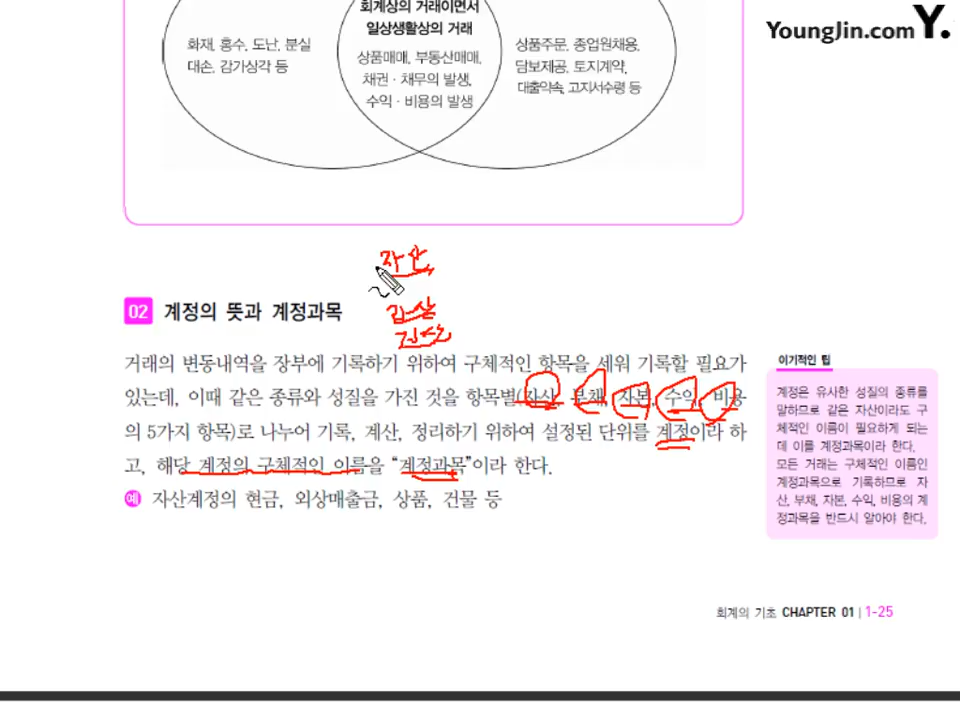 회계상의 거래이면서
일상생활상의 거래
화재, 홍수, 도난, 분실
대손, 감가상각 등
상품매매, 부동산매매,
채권·채무의 발생,
수익·비용의 발생
상품주문, 종업원채용,
담보제공, 토지계약,
대출약속, 고지서수령 등
YoungJin.com Y.
자산
02 계정의 뜻과 계정과목
거래의 변동내역을 장부에 기록하기 위하여 구체적인 항목을 세워 기록할 필요가
있는데, 이때 같은 종류와 성질을 가진 것을 항목별(자산, 부채, 자본, 수익, 비용
의 5가지 항목)로 나누어 기록, 계산, 정리하기 위하여 설정된 단위를 계정이라 하
고, 해당 계정의 구체적인 이름을 “계정과목”이라 한다.
예 자산계정의 현금, 외상매출금, 상품, 건물 등
이기적인 팁
계정은 유사한 성질의 종류를
말하므로 같은 자산이라도 구
체적인 이름이 필요하게 되는
데 이를 계정과목이라 한다.
모든 거래는 구체적인 이름인
계정과목으로 기록하므로 자
산, 부채, 자본, 수익, 비용의 계
정과목을 반드시 알아야 한다.
회계의 기초 CHAPTER 01 | 1-25